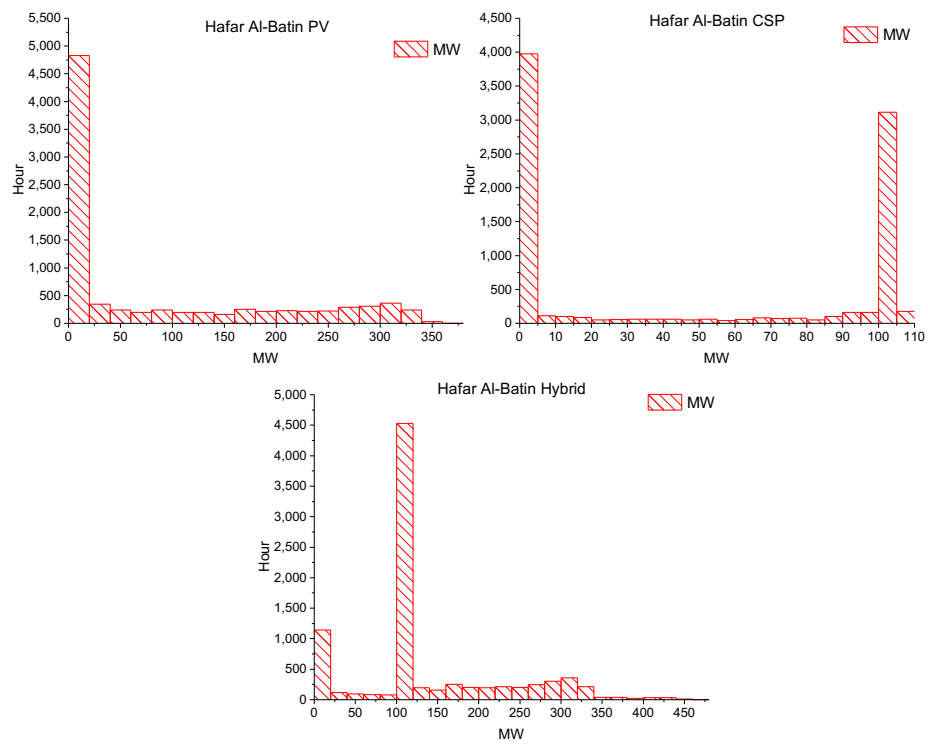 Hafar Al-Batin PV
MW
5,500
5,000
4,500
4,000
3,500
3,000
2,500
2,000
1,500
1,000
500
0
Hour
0 50 100 150 200 250 300 350
MW
Hafar Al-Batin CSP
MW
4,500
4,000
3,500
3,000
2,500
2,000
1,500
1,000
500
0
Hour
0 10 20 30 40 50 60 70 80 90 100 110
MW
Hafar Al-Batin Hybrid
MW
5,000
4,500
4,000
3,500
3,000
2,500
2,000
1,500
1,000
500
0
Hour
0 50 100 150 200 250 300 350 400 450
MW